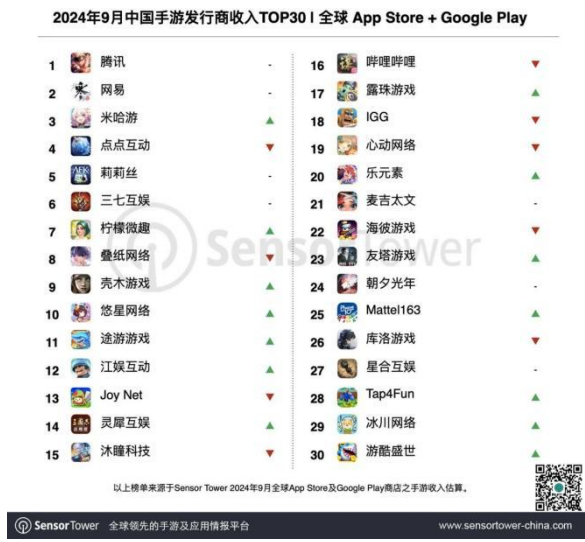 2024年9月中国手游发行商收入TOP30 | 全球 App Store + Google Play
1 腾讯 -
2 网易 -
3 米哈游 ▲
4 点点互动 ▼
5 莉莉丝 -
6 三七互娱 -
7 柠檬微趣 ▲
8 叠纸网络 ▼
9 壳木游戏 ▲
10 悠星网络 ▲
11 途游游戏 ▲
12 江娱互动 ▲
13 Joy Net ▼
14 灵犀互娱 ▲
15 沐瞳科技 ▼
16 哔哩哔哩 ▼
17 露珠游戏 ▲
18 IGG ▼
19 心动网络 ▼
20 乐元素 ▲
21 麦吉太文 -
22 海彼游戏 ▼
23 友塔游戏 ▲
24 朝夕光年 -
25 Mattel163 ▲
26 库洛游戏 ▼
27 星合互娱 -
28 Tap4Fun ▲
29 冰川网络 ▲
30 游酷盛世 ▲
SensorTower
以上榜单来源于Sensor Tower 2024年9月全球App Store及Google Play商店之手游收入估算。
SensorTower 全球领先的手游及应用情报平台
www.sensortower-china.com